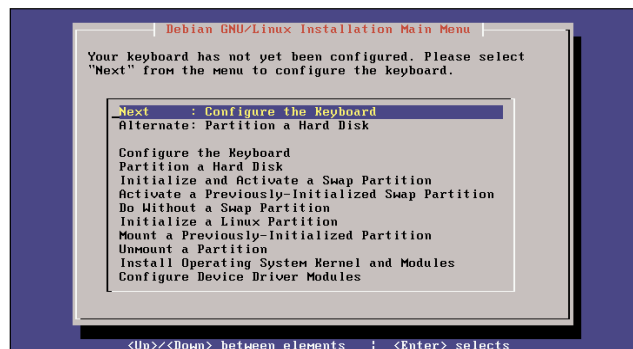 Debian GNU/Linux Installation Main Menu
Your keyboard has not yet been configured. Please select
"Next" from the menu to configure the keyboard.
Next : Configure the Keyboard
Alternate: Partition a Hard Disk
Configure the Keyboard
Partition a Hard Disk
Initialize and Activate a Swap Partition
Activate a Previously-Initialized Swap Partition
Do Without a Swap Partition
Initialize a Linux Partition
Mount a Previously-Initialized Partition
Unmount a Partition
Install Operating System Kernel and Modules
Configure Device Driver Modules
<Up>/<Down> between elements | <Enter> selects